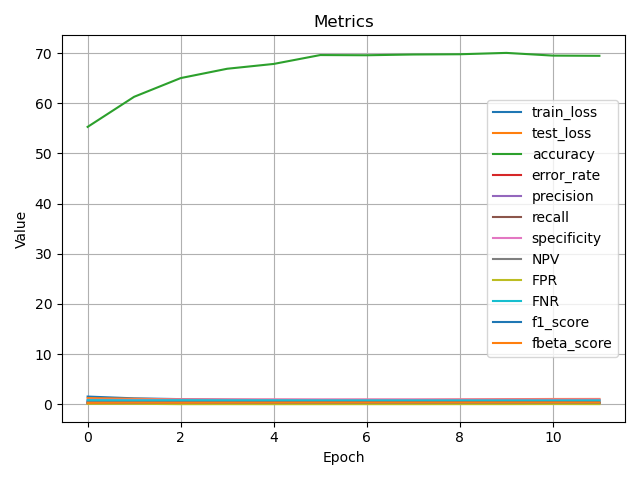 Metrics
70
60
50
40
30
20
10
0
Value
train_loss
test_loss
accuracy
error_rate
precision
recall
specificity
NPV
FPR
FNR
f1_score
fbeta_score
0 2 4 6 8 10
Epoch